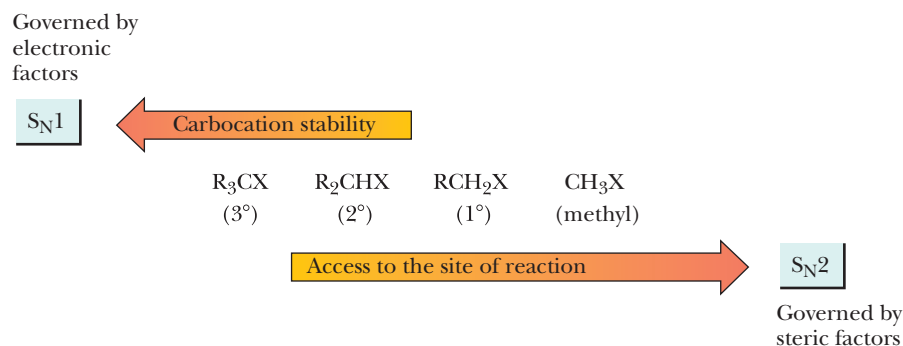 Governed by
electronic
factors
SN1
Carbocation stability
R3CX R2CHX RCH2X CH3X
(3°) (2°) (1°) (methyl)
Access to the site of reaction
SN2
Governed by
steric factors